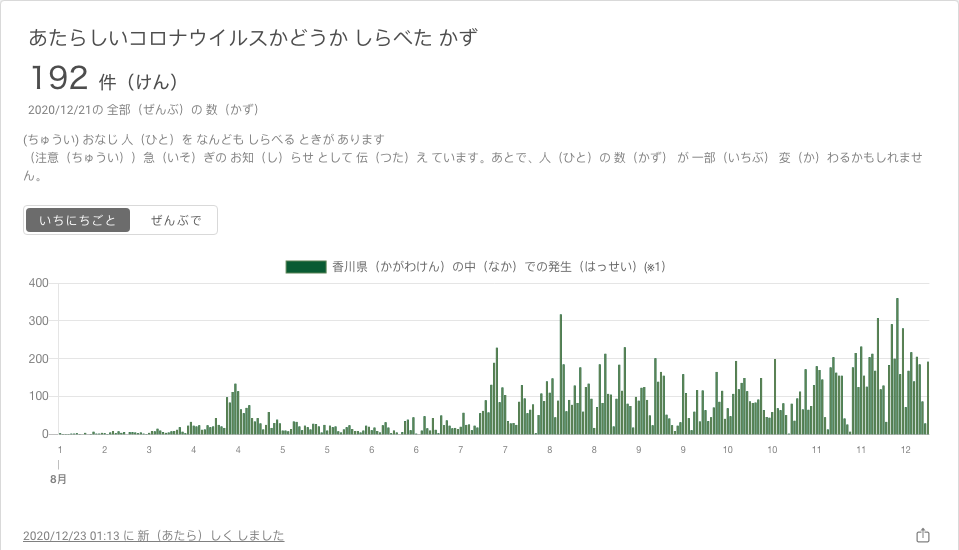 あたらしいコロナウイルスかどうか しらべた かず
192 件（けん）
2020/12/21の 全部（ぜんぶ）の 数（かず）
(ちゅうい) おなじ 人（ひと）を なんども しらべる ときが あります
（注意（ちゅうい））急（いそ）ぎの お知（し）らせ として 伝（つた）え ています。あとで、人（ひと）の 数（かず） が 一部（いちぶ） 変（か）わるかもしれませ
ん。
いちにちごと ぜんぶで
香川県（かがわけん）の中（なか）での発生（はっせい）(※1)
400
300
200
100
0
1 2 3 4 4 5 5 6 6 7 7 8 8 9 9 10 10 11 11 12
8月
2020/12/23 01:13 に 新（あたら）しく しました